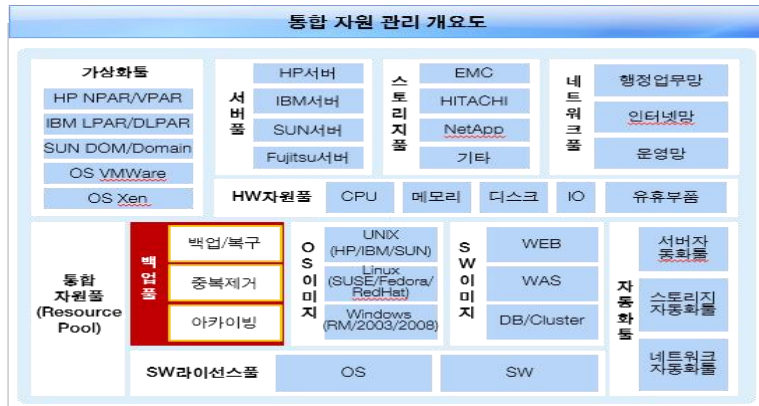 통합 자원 관리 개요도
가상화툴
HP NPAR/VPAR
IBM LPAR/DLPAR
SUN DOM/Domain
OS VMWare
OS Xen
서버풀
HP서버
IBM서버
SUN서버
Fujitsu서버
스토리지풀
EMC
HITACHI
NetApp
기타
네트워크풀
행정업무망
인터넷망
운영망
HW자원풀
CPU
메모리
디스크
IO
유휴부품
통합
자원풀
(Resource
Pool)
백업풀
백업/복구
중복제거
아카이빙
OS이미지
UNIX
(HP/IBM/SUN)
Linux
(SUSE/Fedora/
RedHat)
Windows
(RM/2003/2008)
SW이미지
WEB
WAS
DB/Cluster
자동화툴
서버자
동화툴
스토리지
자동화툴
네트워크
자동화툴
SW라이선스풀
OS
SW